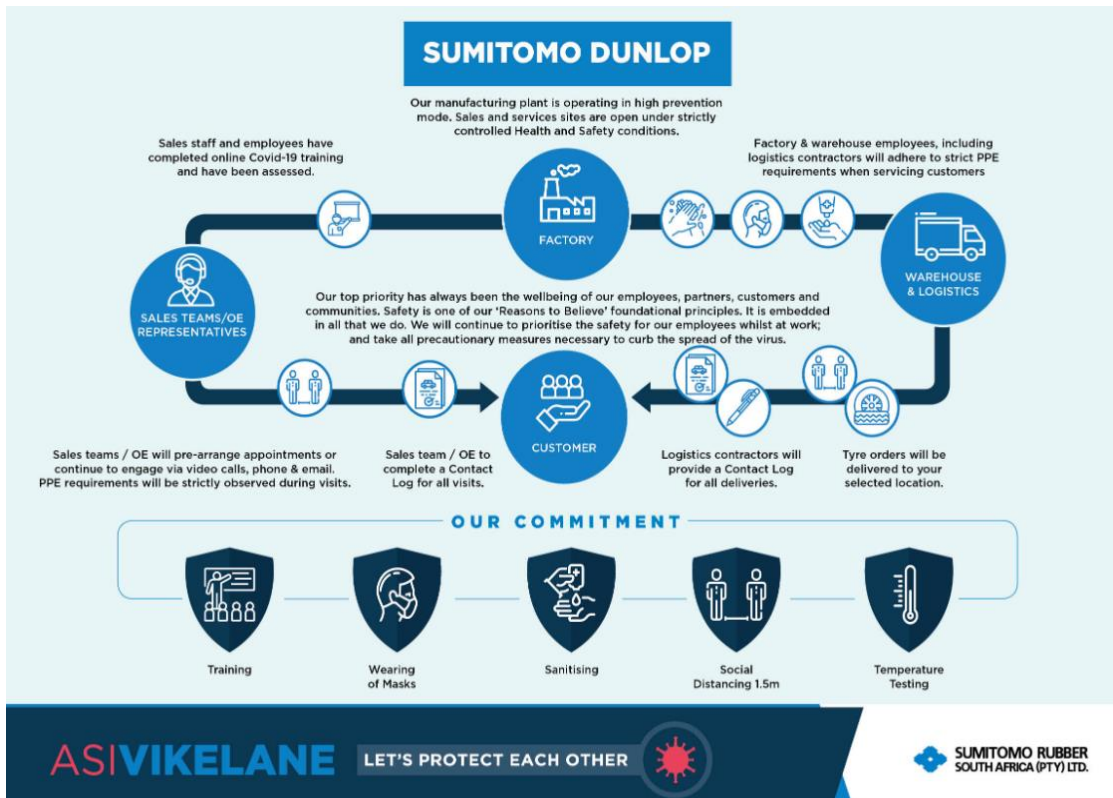 SUMITOMO DUNLOP
Our manufacturing plant is operating in high prevention
mode. Sales and services sites are open under strictly
controlled Health and Safety conditions.
Sales staff and employees have
completed online Covid-19 training
and have been assessed.
Factory & warehouse employees, including
logistics contractors will adhere to strict PPE
requirements when servicing customers
FACTORY
WAREHOUSE
& LOGISTICS
SALES TEAMS/OE
REPRESENTATIVES
Our top priority has always been the wellbeing of our employees, partners, customers and
communities. Safety is one of our ‘Reasons to Believe’ foundational principles. It is embedded
in all that we do. We will continue to prioritise the safety for our employees whilst at work;
and take all precautionary measures necessary to curb the spread of the virus.
CUSTOMER
Sales teams / OE will pre-arrange appointments or
continue to engage via video calls, phone & email.
PPE requirements will be strictly observed during visits.
Sales team / OE to
complete a Contact
Log for all visits.
Logistics contractors will
provide a Contact Log
for all deliveries.
Tyre orders will be
delivered to your
selected location.
OUR COMMITMENT
Training
Wearing
of Masks
Sanitising
Social
Distancing 1.5m
Temperature
Testing
ASIVIKELANE
LET'S PROTECT EACH OTHER
SUMITOMO RUBBER
SOUTH AFRICA (PTY) LTD.